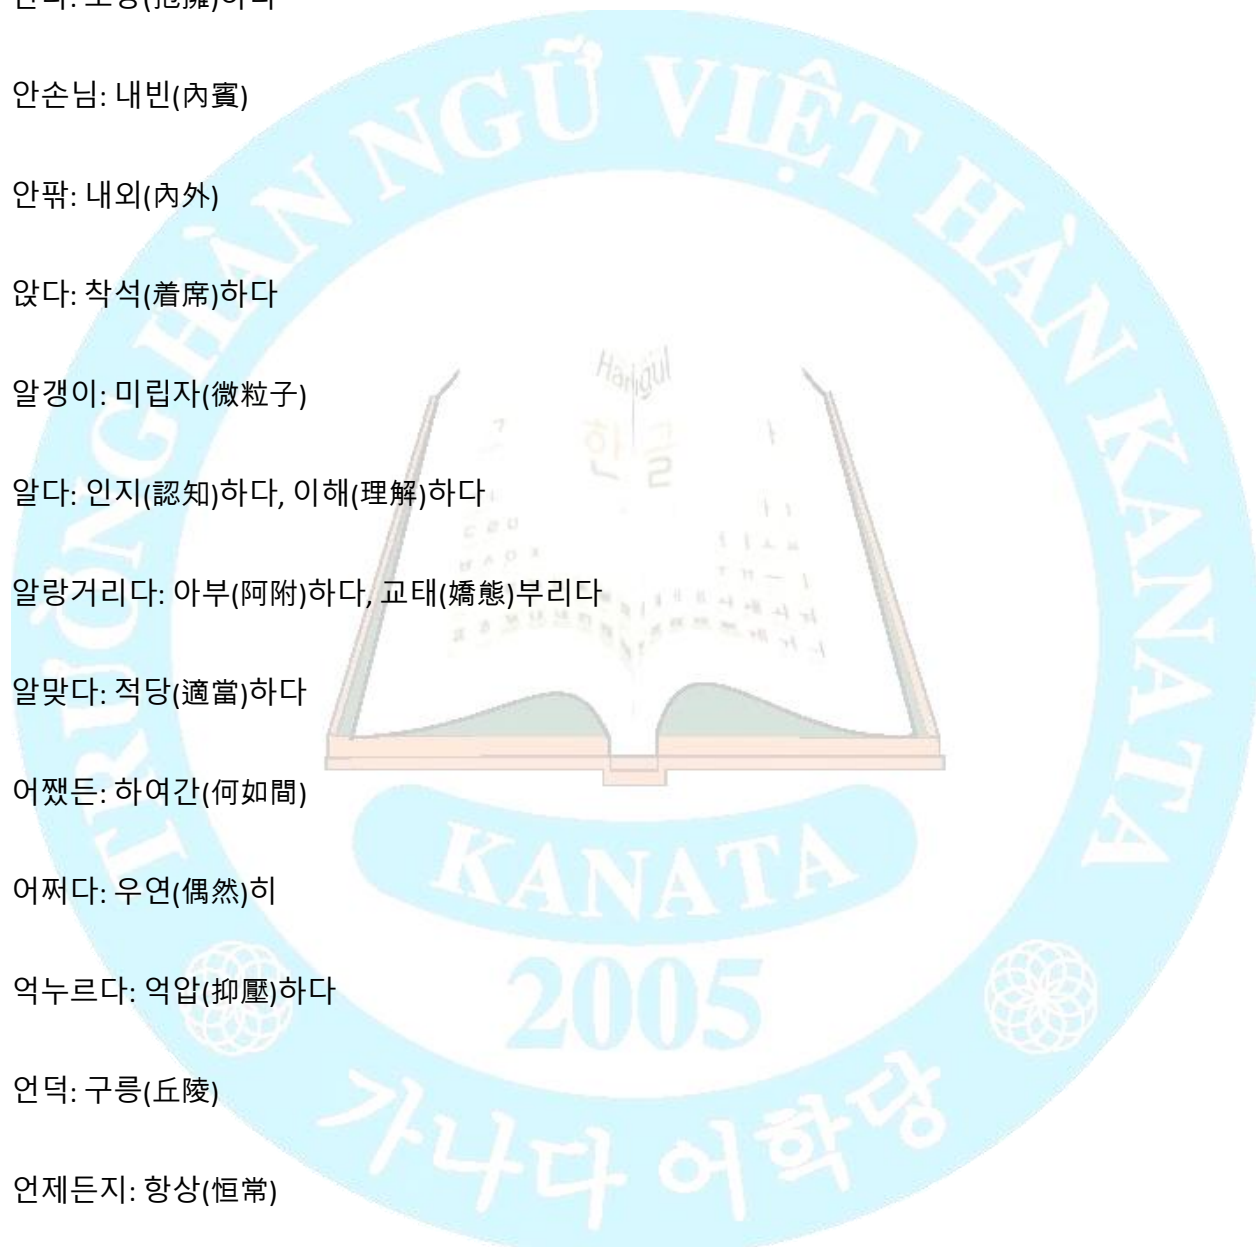 안손님: 내빈(內賓)
안팎: 내외(內外)
앉다: 착석(着席)하다
알갱이: 미립자(微粒子)
알다: 인지(認知)하다, 이해(理解)하다
알랑거리다: 아부(阿附)하다, 교태(嬌態)부리다
알맞다: 적당(適當)하다
어쨌든: 하여간(何如間)
어쩌다: 우연(偶然)히
억누르다: 억압(抑壓)하다
언덕: 구릉(丘陵)
언제든지: 항상(恒常)
TRƯỜNG HÀN NGỮ VIỆT HÀN KANATA
Hangul
한글
KANATA
2005
가나다 어학당